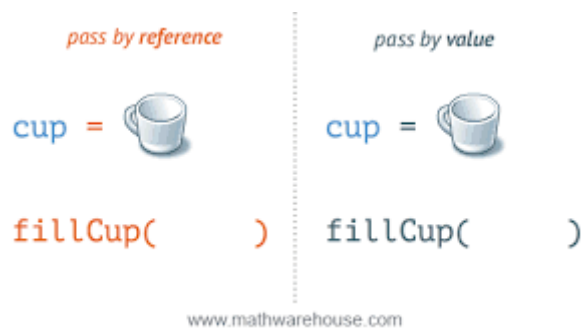 pass by reference
cup =
fillCup( )
pass by value
cup =
fillCup( )
www.mathwarehouse.com